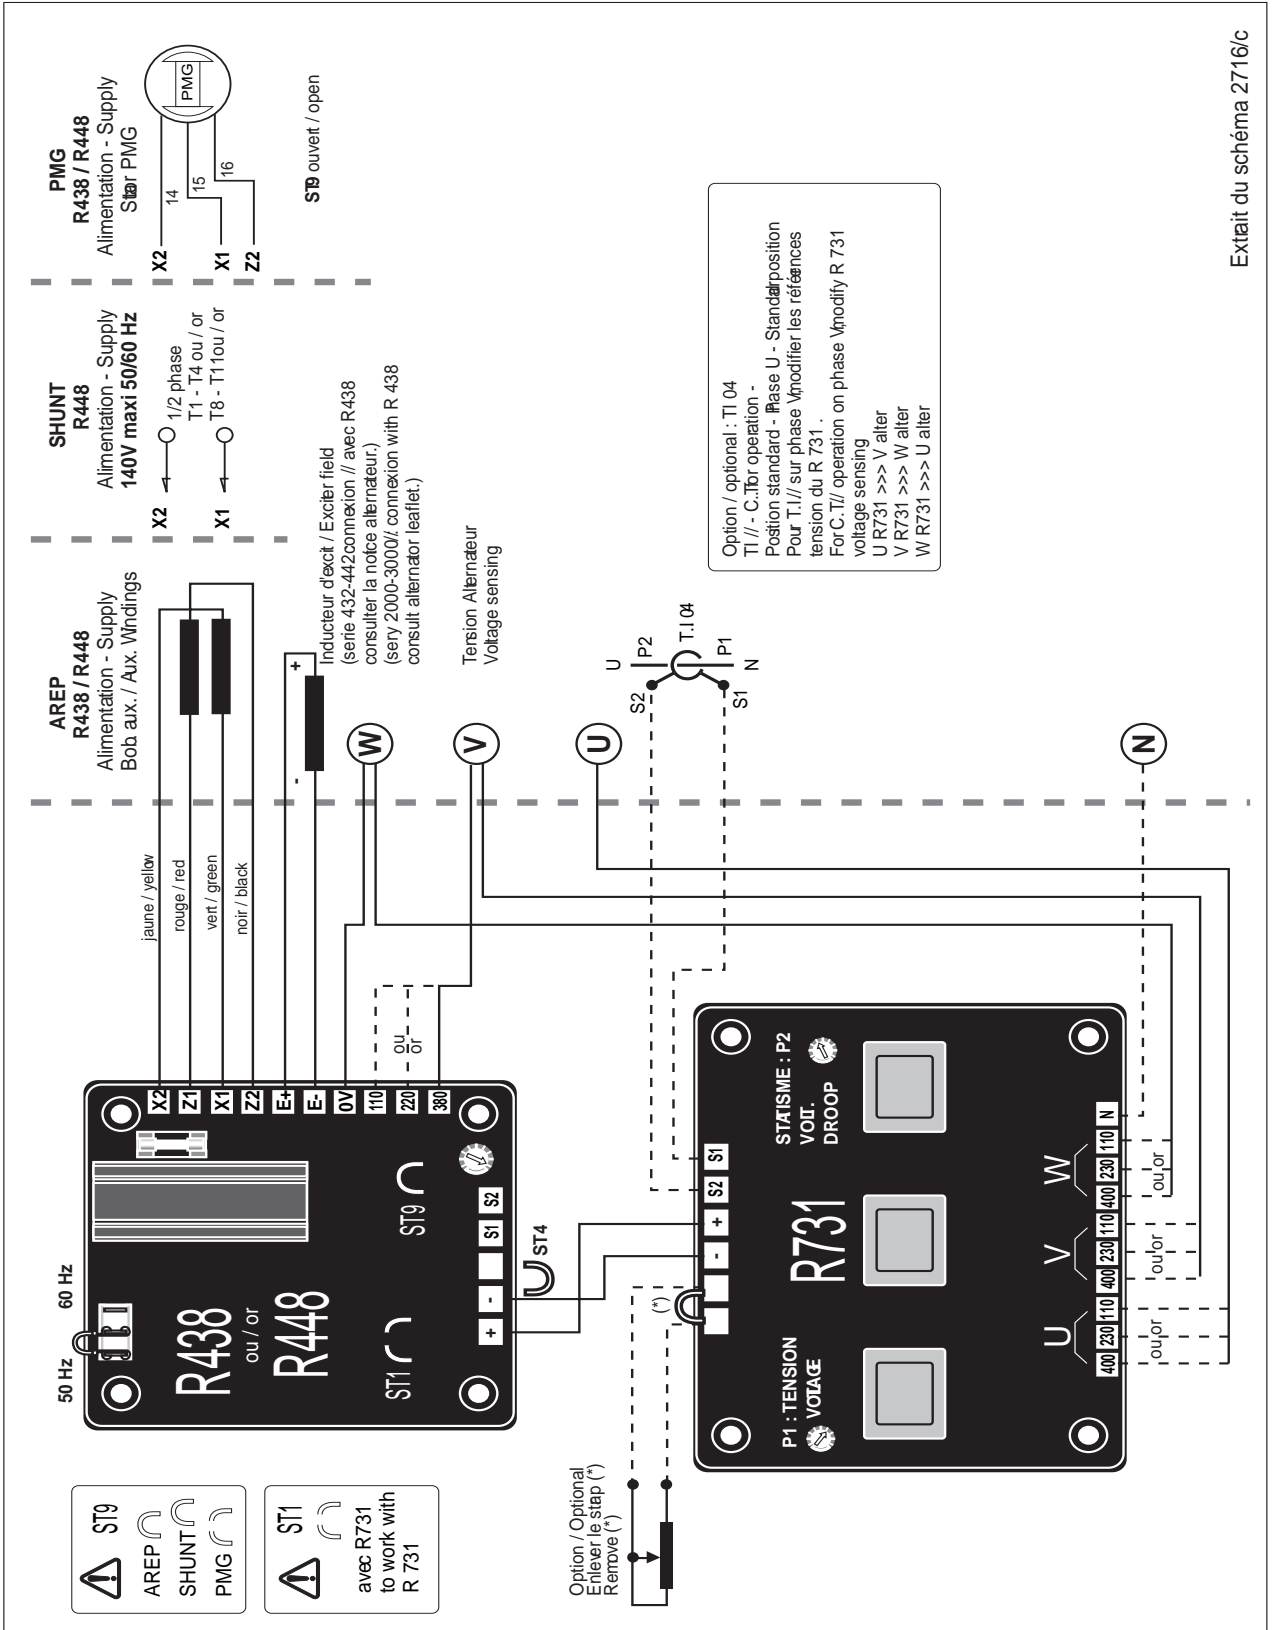 ST9
AREP
SHUNT
PMG
ST1
avec R731
to work with
R 731
50 Hz
60 Hz
R438
ou / or
R448
ST1
ST9
+
-
S1
S2
ST4
X2
Z1
X1
Z2
E+
E-
0V
110
220
380
ou
or
jaune / yellow
rouge / red
vert / green
noir / black
AREP
R438 / R448
Alimentation - Supply
Bob. aux. / Aux. Windings
SHUNT
R448
Alimentation - Supply
140V maxi 50/60 Hz
X2
1/2 phase
T1 - T4 ou / or
T8 - T11ou / or
X1
PMG
R438 / R448
Alimentation - Supply
Stator PMG
PMG
X2
14
15
X1
16
Z2
ST9 ouvert / open
+
-
Inducteur d'excit / Exciter field
(serie 432-442connexion // avec R438
consulter la notice alternateur.)
(sery 2000-3000// connexion with R 438
consult alternator leaflet.)
W
V
Tension Alternateur
Voltage sensing
U
N
U
P2
S2
T.I 04
P1
S1
N
Option / optional : TI 04
TI // - C.T.for operation -
Position standard - Phase U - Standard position
Pour T.I.// sur phase V,modifier les références
tension du R 731 .
For C.T.// operation on phase V,modify R 731
voltage sensing
U R731 >>> V alter
V R731 >>> W alter
W R731 >>> U alter
Option / Optional
Enlever le stap (*)
Remove (*)
(*)
-
+
S2
S1
P1 : TENSION
VOLTAGE
R731
STATISME : P2
VOLT.
DROOP
U
V
W
400
230
110
400
230
110
400
230
110
N
ou or
ou or
ou or
Extrait du schéma 2716/c